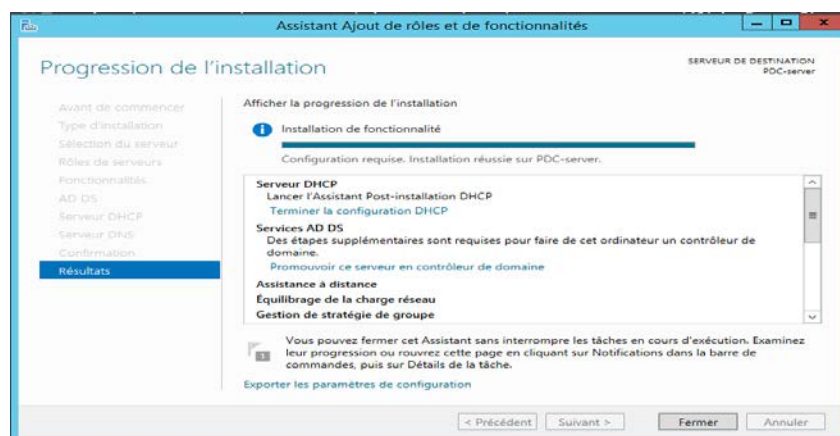 Assistant Ajout de rôles et de fonctionnalités
Progression de l'installation
SERVEUR DE DESTINATION
PDC-server
Avant de commencer
Type d'installation
Sélection du serveur
Rôles de serveurs
Fonctionnalités
AD DS
Serveur DHCP
Serveur DNS
Confirmation
Résultats
Afficher la progression de l'installation
Installation de fonctionnalité
Configuration requise. Installation réussie sur PDC-server.
Serveur DHCP
Lancer l'Assistant Post-installation DHCP
Terminer la configuration DHCP
Services AD DS
Des étapes supplémentaires sont requises pour faire de cet ordinateur un contrôleur de
domaine.
Promouvoir ce serveur en contrôleur de domaine
Assistance à distance
Équilibrage de la charge réseau
Gestion de stratégie de groupe
Vous pouvez fermer cet Assistant sans interrompre les tâches en cours d'exécution. Examinez
leur progression ou rouvrez cette page en cliquant sur Notifications dans la barre de
commandes, puis sur Détails de la tâche.
Exporter les paramètres de configuration
< Précédent Suivant > Fermer Annuler